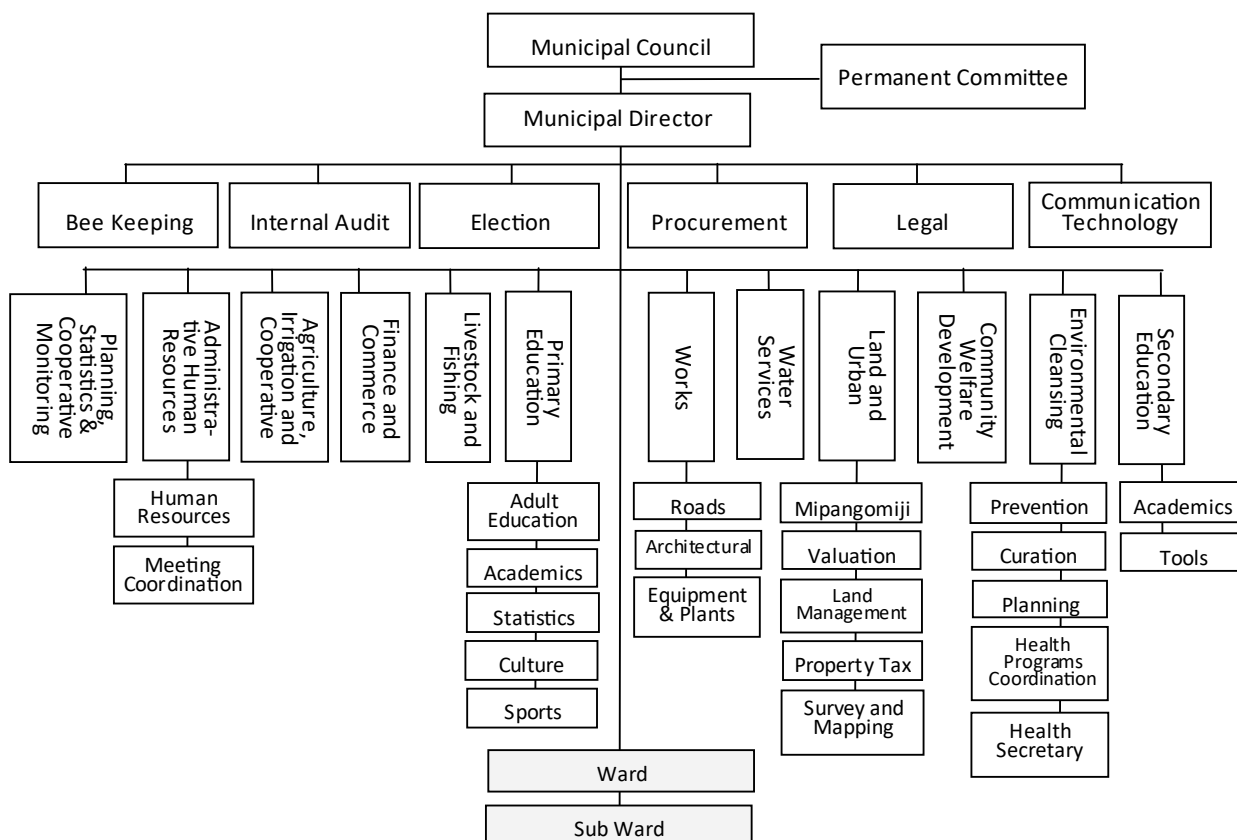 Municipal Council
Permanent Committee
Municipal Director
Bee Keeping
Internal Audit
Election
Procurement
Legal
Communication
Technology
Planning,
Statistics &
Cooperative
Monitoring
Administra-
tive Human
Resources
Agriculture,
Irrigation and
Cooperative
Finance and
Commerce
Livestock and
Fishing
Primary
Education
Works
Water
Services
Land and
Urban
Community
Welfare
Development
Environmental
Cleansing
Secondary
Education
Human
Resources
Meeting
Coordination
Adult
Education
Academics
Statistics
Culture
Sports
Roads
Architectural
Equipment
& Plants
Mipangomiji
Valuation
Land
Management
Property Tax
Survey and
Mapping
Prevention
Curation
Planning
Health
Programs
Coordination
Health
Secretary
Academics
Tools
Ward
Sub Ward